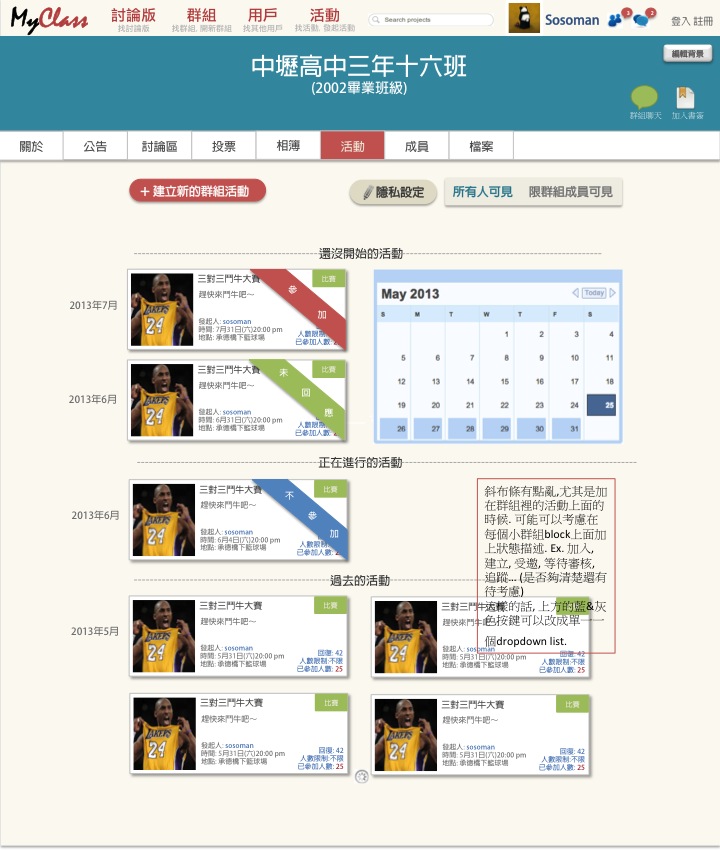 MyClass
討論版 群組 用戶 活動
找討論版 找群組, 開新群組 找其他用戶 找活動, 發起活動
Search projects
Sosoman
3 2
登入 註冊
中壢高中三年十六班
(2002畢業班級)
編輯背景
群組聊天 加入書簽
關於 公告 討論區 投票 相簿 活動 成員 檔案
+ 建立新的群組活動
隱私設定
所有人可見 限群組成員可見
還沒開始的活動
2013年7月
三對三鬥牛大賽
比賽
趕快來鬥牛吧～
參加
發起人: sosoman
時間: 7月31日(六)20:00 pm
地點: 承德橋下籃球場
人數限制
已參加人數:
May 2013
Today
S M T W T F S
1 2 3 4
5 6 7 8 9 10 11
12 13 14 15 16 17 18
19 20 21 22 23 24 25
26 27 28 29 30 31
2013年6月
三對三鬥牛大賽
比賽
趕快來鬥牛吧～
未回應
發起人: sosoman
時間: 6月31日(六)20:00 pm
地點: 承德橋下籃球場
人數限
已參加人數:
正在進行的活動
2013年6月
三對三鬥牛大賽
比賽
趕快來鬥牛吧～
不參加
發起人: sosoman
時間: 6月4日(六)20:00 pm
地點: 承德橋下籃球場
人數限
已參加人數:
斜布條有點亂,尤其是加
在群組裡的活動上面的
時候. 可能可以考慮在
每個小群組block上面加
上狀態描述. Ex. 加入,
建立, 受邀, 等待審核,
追蹤... (是否夠清楚還有
待考慮)
這樣的話, 上方的藍&灰
色按鍵可以改成單一一
個dropdown list.
過去的活動
2013年5月
三對三鬥牛大賽
比賽
趕快來鬥牛吧～
發起人: sosoman
時間: 5月31日(六)20:00 pm
地點: 承德橋下籃球場
回復: 42
人數限制:不限
已參加人數: 25
三對三鬥牛大賽
趕快來鬥牛吧
發起人: sosoman
時間: 5月31日(六)20:00 pm
地點: 承德橋下籃球場
回復: 42
人數限制:不限
已參加人數: 25
三對三鬥牛大賽
比賽
趕快來鬥牛吧～
發起人: sosoman
時間: 5月31日(六)20:00 pm
地點: 承德橋下籃球場
回復: 42
人數限制:不限
已參加人數: 25
三對三鬥牛大賽
比賽
趕快來鬥牛吧～
發起人: sosoman
時間: 5月31日(六)20:00 pm
地點: 承德橋下籃球場
回復: 42
人數限制:不限
已參加人數: 25